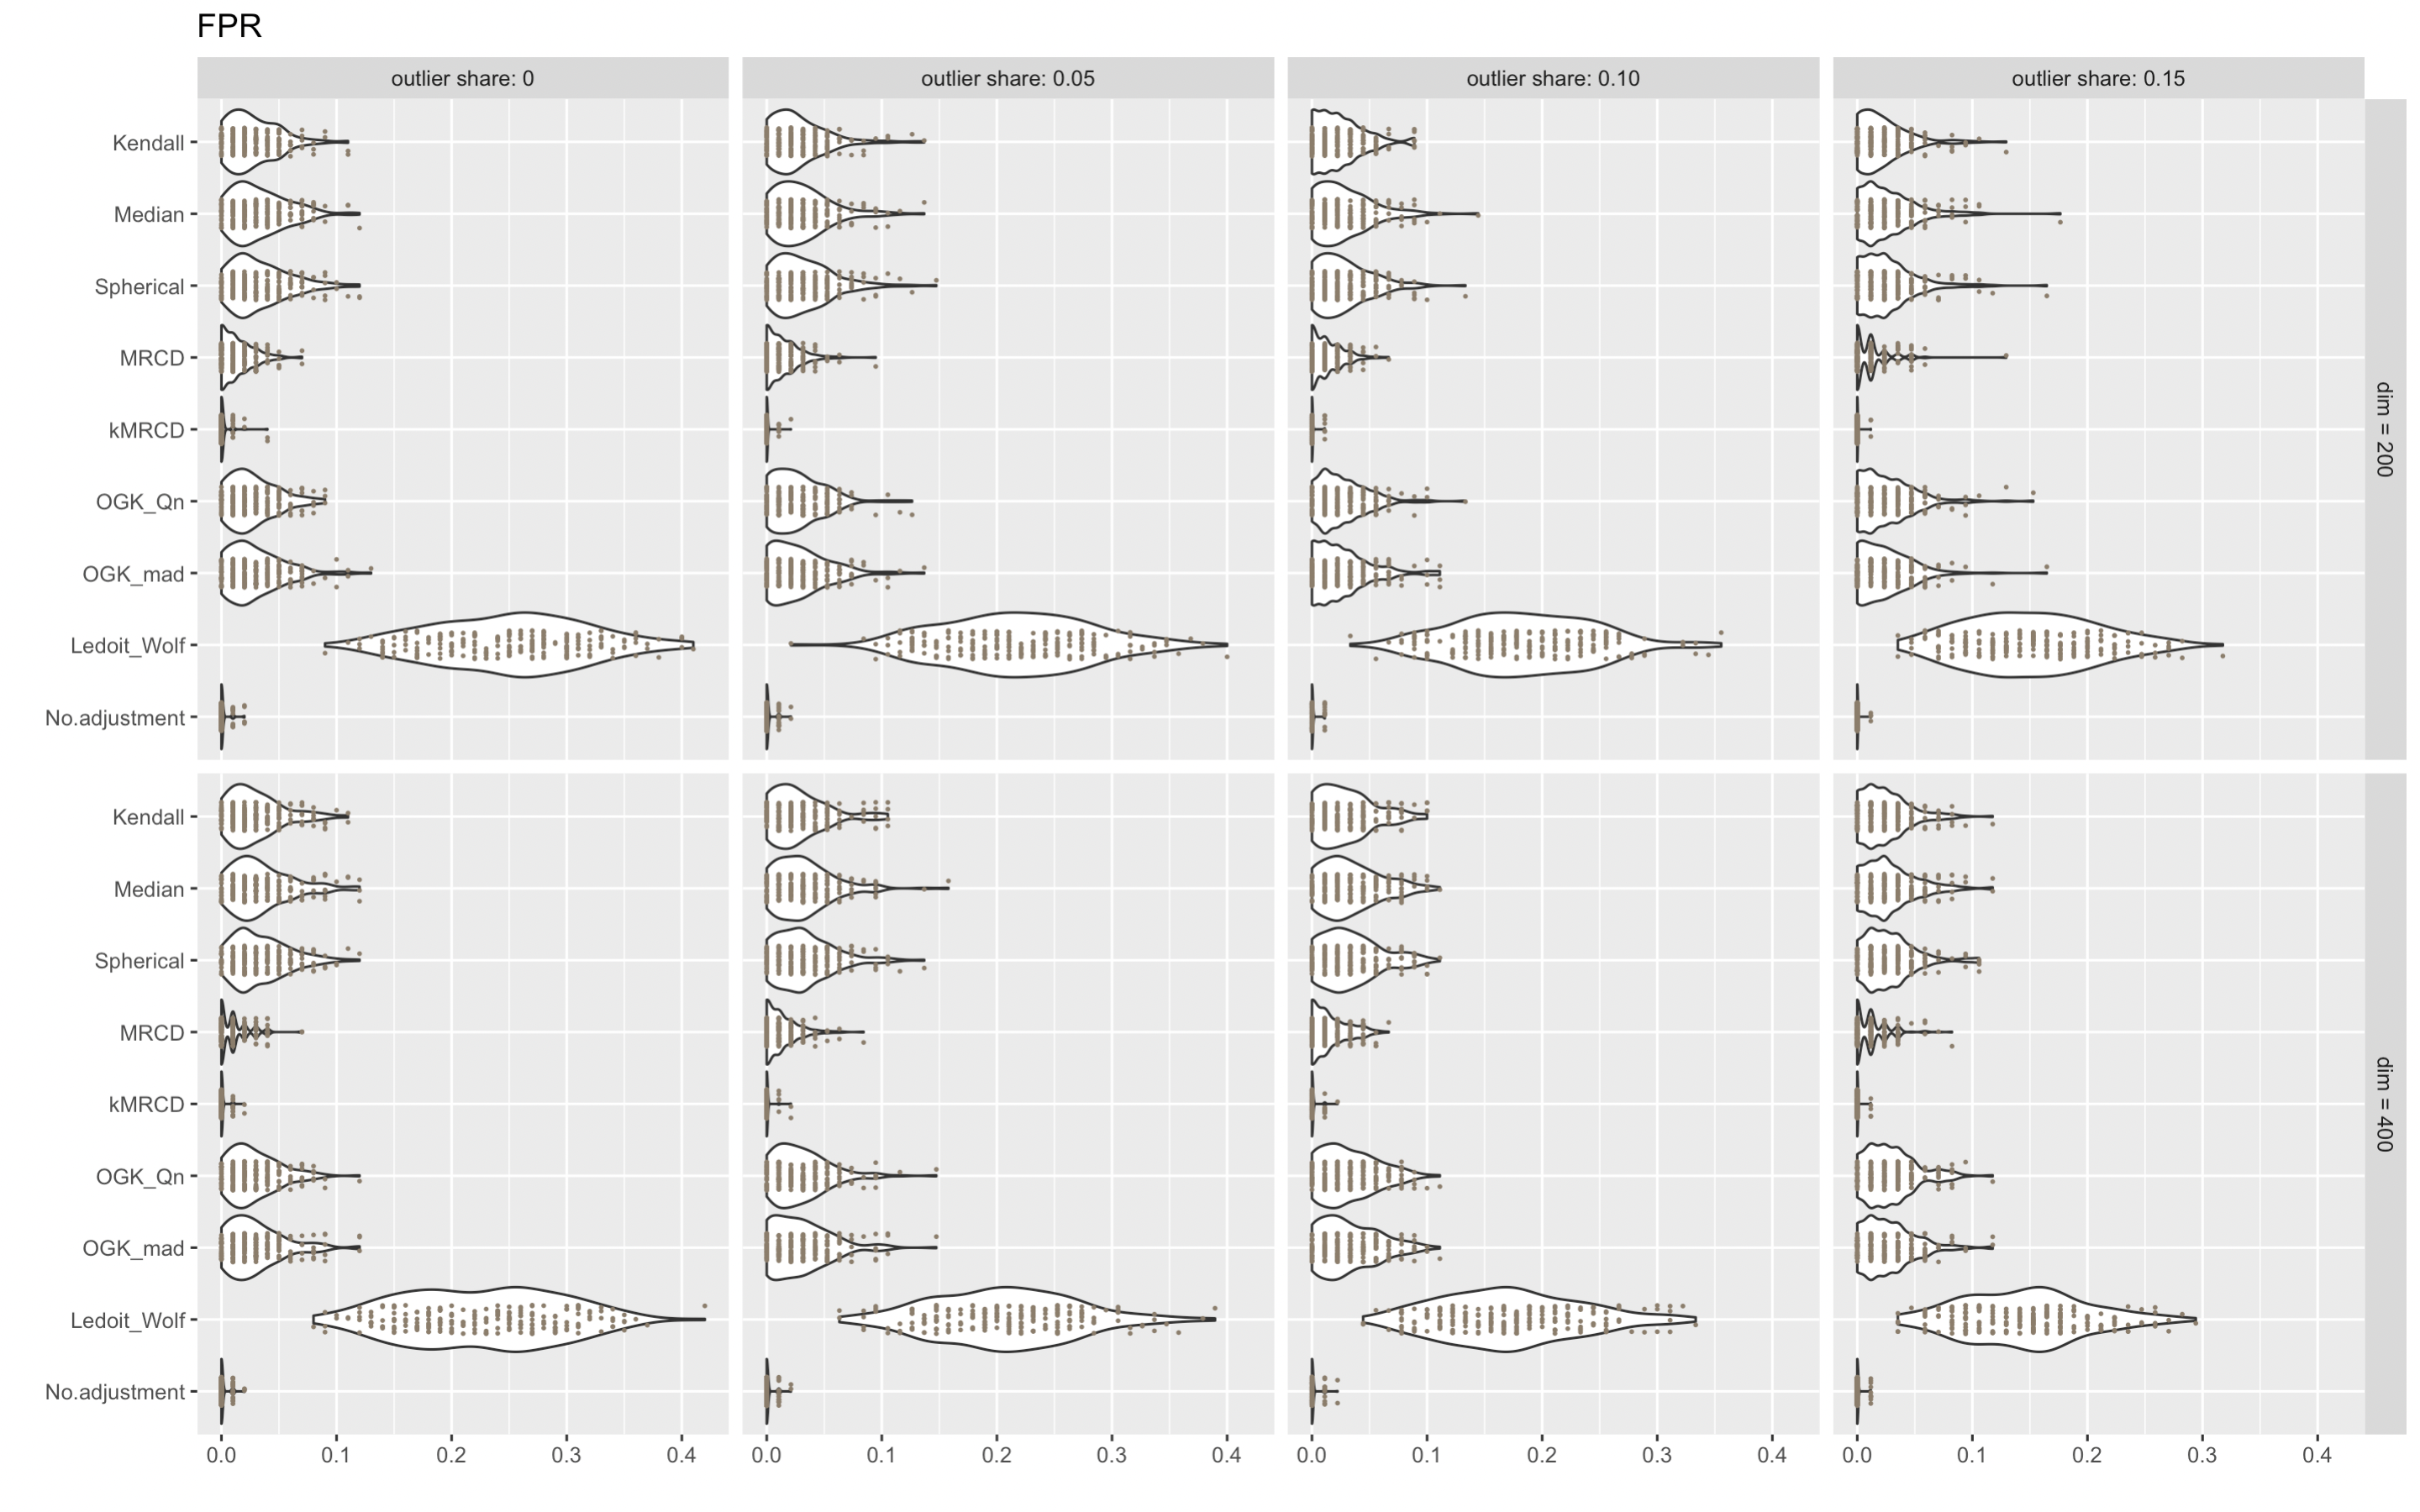 FPR
outlier share: 0
outlier share: 0.05
outlier share: 0.10
outlier share: 0.15
Kendall
Median
Spherical
MRCD
kMRCD
OGK_Qn
OGK_mad
Ledoit_Wolf
No.adjustment
dim = 200
Kendall
Median
Spherical
MRCD
kMRCD
OGK_Qn
OGK_mad
Ledoit_Wolf
No.adjustment
dim = 400
0.0 0.1 0.2 0.3 0.4
0.0 0.1 0.2 0.3 0.4
0.0 0.1 0.2 0.3 0.4
0.0 0.1 0.2 0.3 0.4